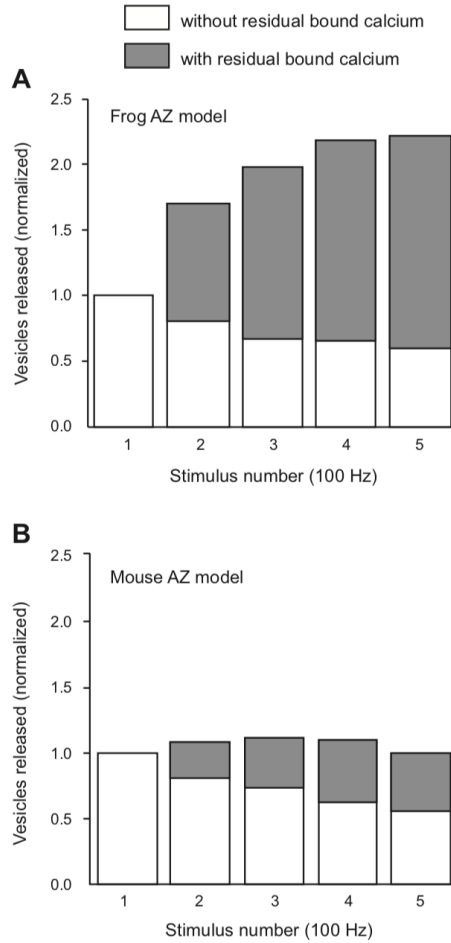 without residual bound calcium
with residual bound calcium
A
Frog AZ model
2.5
2.0
1.5
1.0
0.5
0.0
Vesicles released (normalized)
1 2 3 4 5
Stimulus number (100 Hz)
B
Mouse AZ model
2.5
2.0
1.5
1.0
0.5
0.0
Vesicles released (normalized)
1 2 3 4 5
Stimulus number (100 Hz)